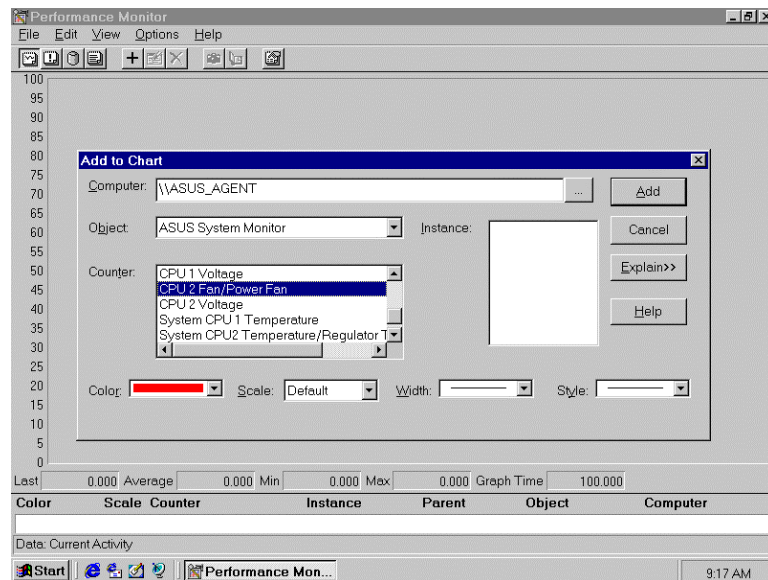 Performance Monitor
File Edit View Options Help
100
95
90
85
80
75
70
65
60
55
50
45
40
35
30
25
20
15
10
5
0
Add to Chart
Computer: \\ASUS_AGENT ... Add
Object: ASUS System Monitor Instance: Cancel
Counter: CPU 1 Voltage Explain>>
CPU 2 Fan/Power Fan
CPU 2 Voltage Help
System CPU 1 Temperature
System CPU2 Temperature/Regulator T
Color: Scale: Default Width: Style:
Last 0.000 Average 0.000 Min 0.000 Max 0.000 Graph Time 100.000
Color Scale Counter Instance Parent Object Computer
Data: Current Activity
Start Performance Mon... 9:17 AM